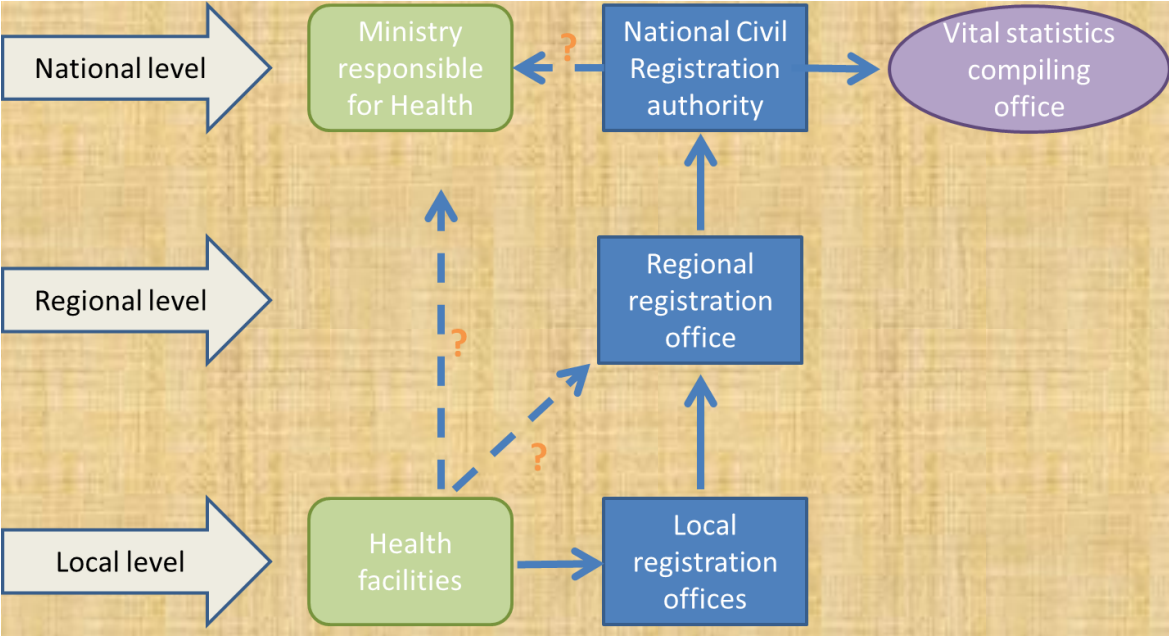 National level
Ministry
responsible
for Health
?
National Civil
Registration
authority
Vital statistics
compiling
office
Regional level
?
Regional
registration
office
?
Local level
Health
facilities
Local
registration
offices